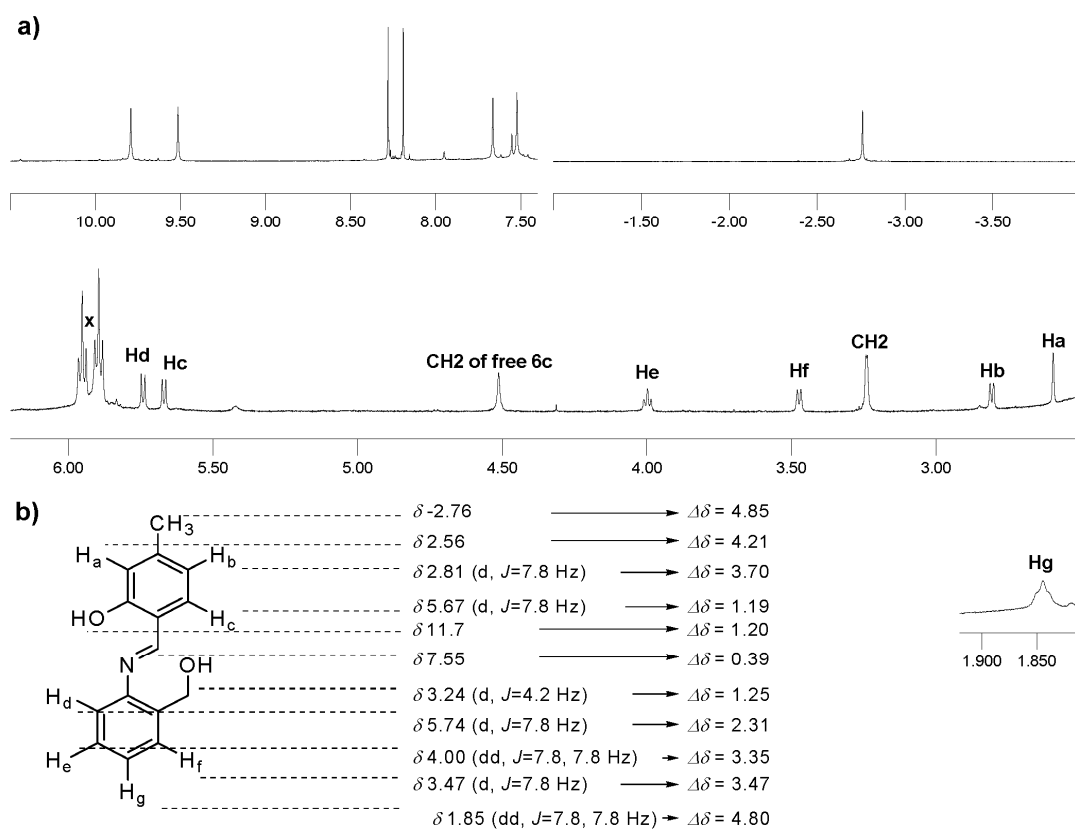 a)
10.00 9.50 9.00 8.50 8.00 7.50
-1.50 -2.00 -2.50 -3.00 -3.50
x Hd Hc CH2 of free 6c He Hf CH2 Hb Ha
6.00 5.50 5.00 4.50 4.00 3.50 3.00
b)
CH3
Ha
Hb
HO
Hc
N
OH
Hd
He
Hf
Hg
δ -2.76 Δδ = 4.85
δ 2.56 Δδ = 4.21
δ 2.81 (d, J=7.8 Hz) Δδ = 3.70
δ 5.67 (d, J=7.8 Hz) Δδ = 1.19
δ 11.7 Δδ = 1.20
δ 7.55 Δδ = 0.39
δ 3.24 (d, J=4.2 Hz) Δδ = 1.25
δ 5.74 (d, J=7.8 Hz) Δδ = 2.31
δ 4.00 (dd, J=7.8, 7.8 Hz) Δδ = 3.35
δ 3.47 (d, J=7.8 Hz) Δδ = 3.47
δ 1.85 (dd, J=7.8, 7.8 Hz) Δδ = 4.80
Hg
1.900 1.850